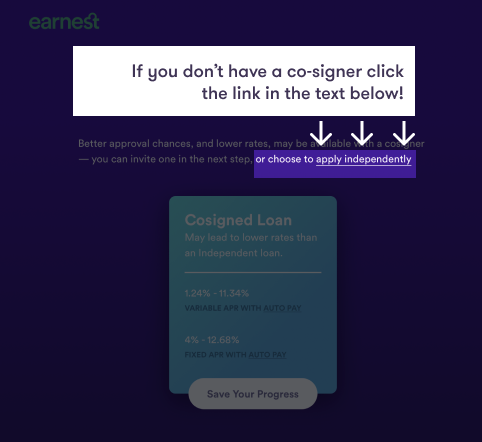 earnest
If you don't have a co-signer click
the link in the text below!
Better approval chances, and lower rates, may be available with a cosigner
— you can invite one in the next step, or choose to apply independently
Cosigned Loan
May lead to lower rates than
an Independent loan.
1.24% - 11.34%
VARIABLE APR WITH AUTO PAY
4% - 12.68%
FIXED APR WITH AUTO PAY
Save Your Progress